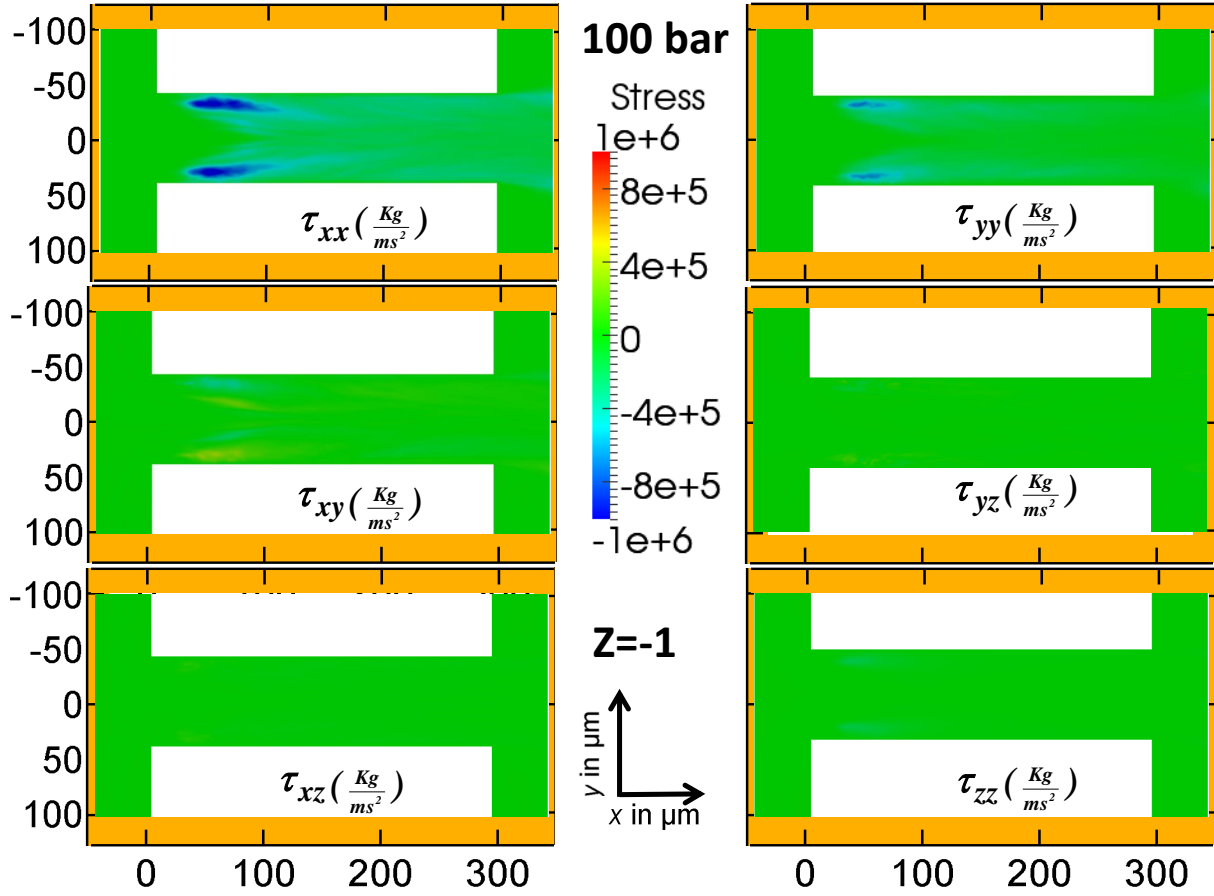 -100
-50
0
50
100
τxx ( Kg/ms² )
100 bar
Stress
1e+6
8e+5
4e+5
0
-4e+5
-8e+5
-1e+6
τyy ( Kg/ms² )
-100
-50
0
50
100
τxy ( Kg/ms² )
τyz ( Kg/ms² )
-100
-50
0
50
100
τxz ( Kg/ms² )
Z=-1
y in µm
x in µm
τzz ( Kg/ms² )
0 100 200 300
0 100 200 300